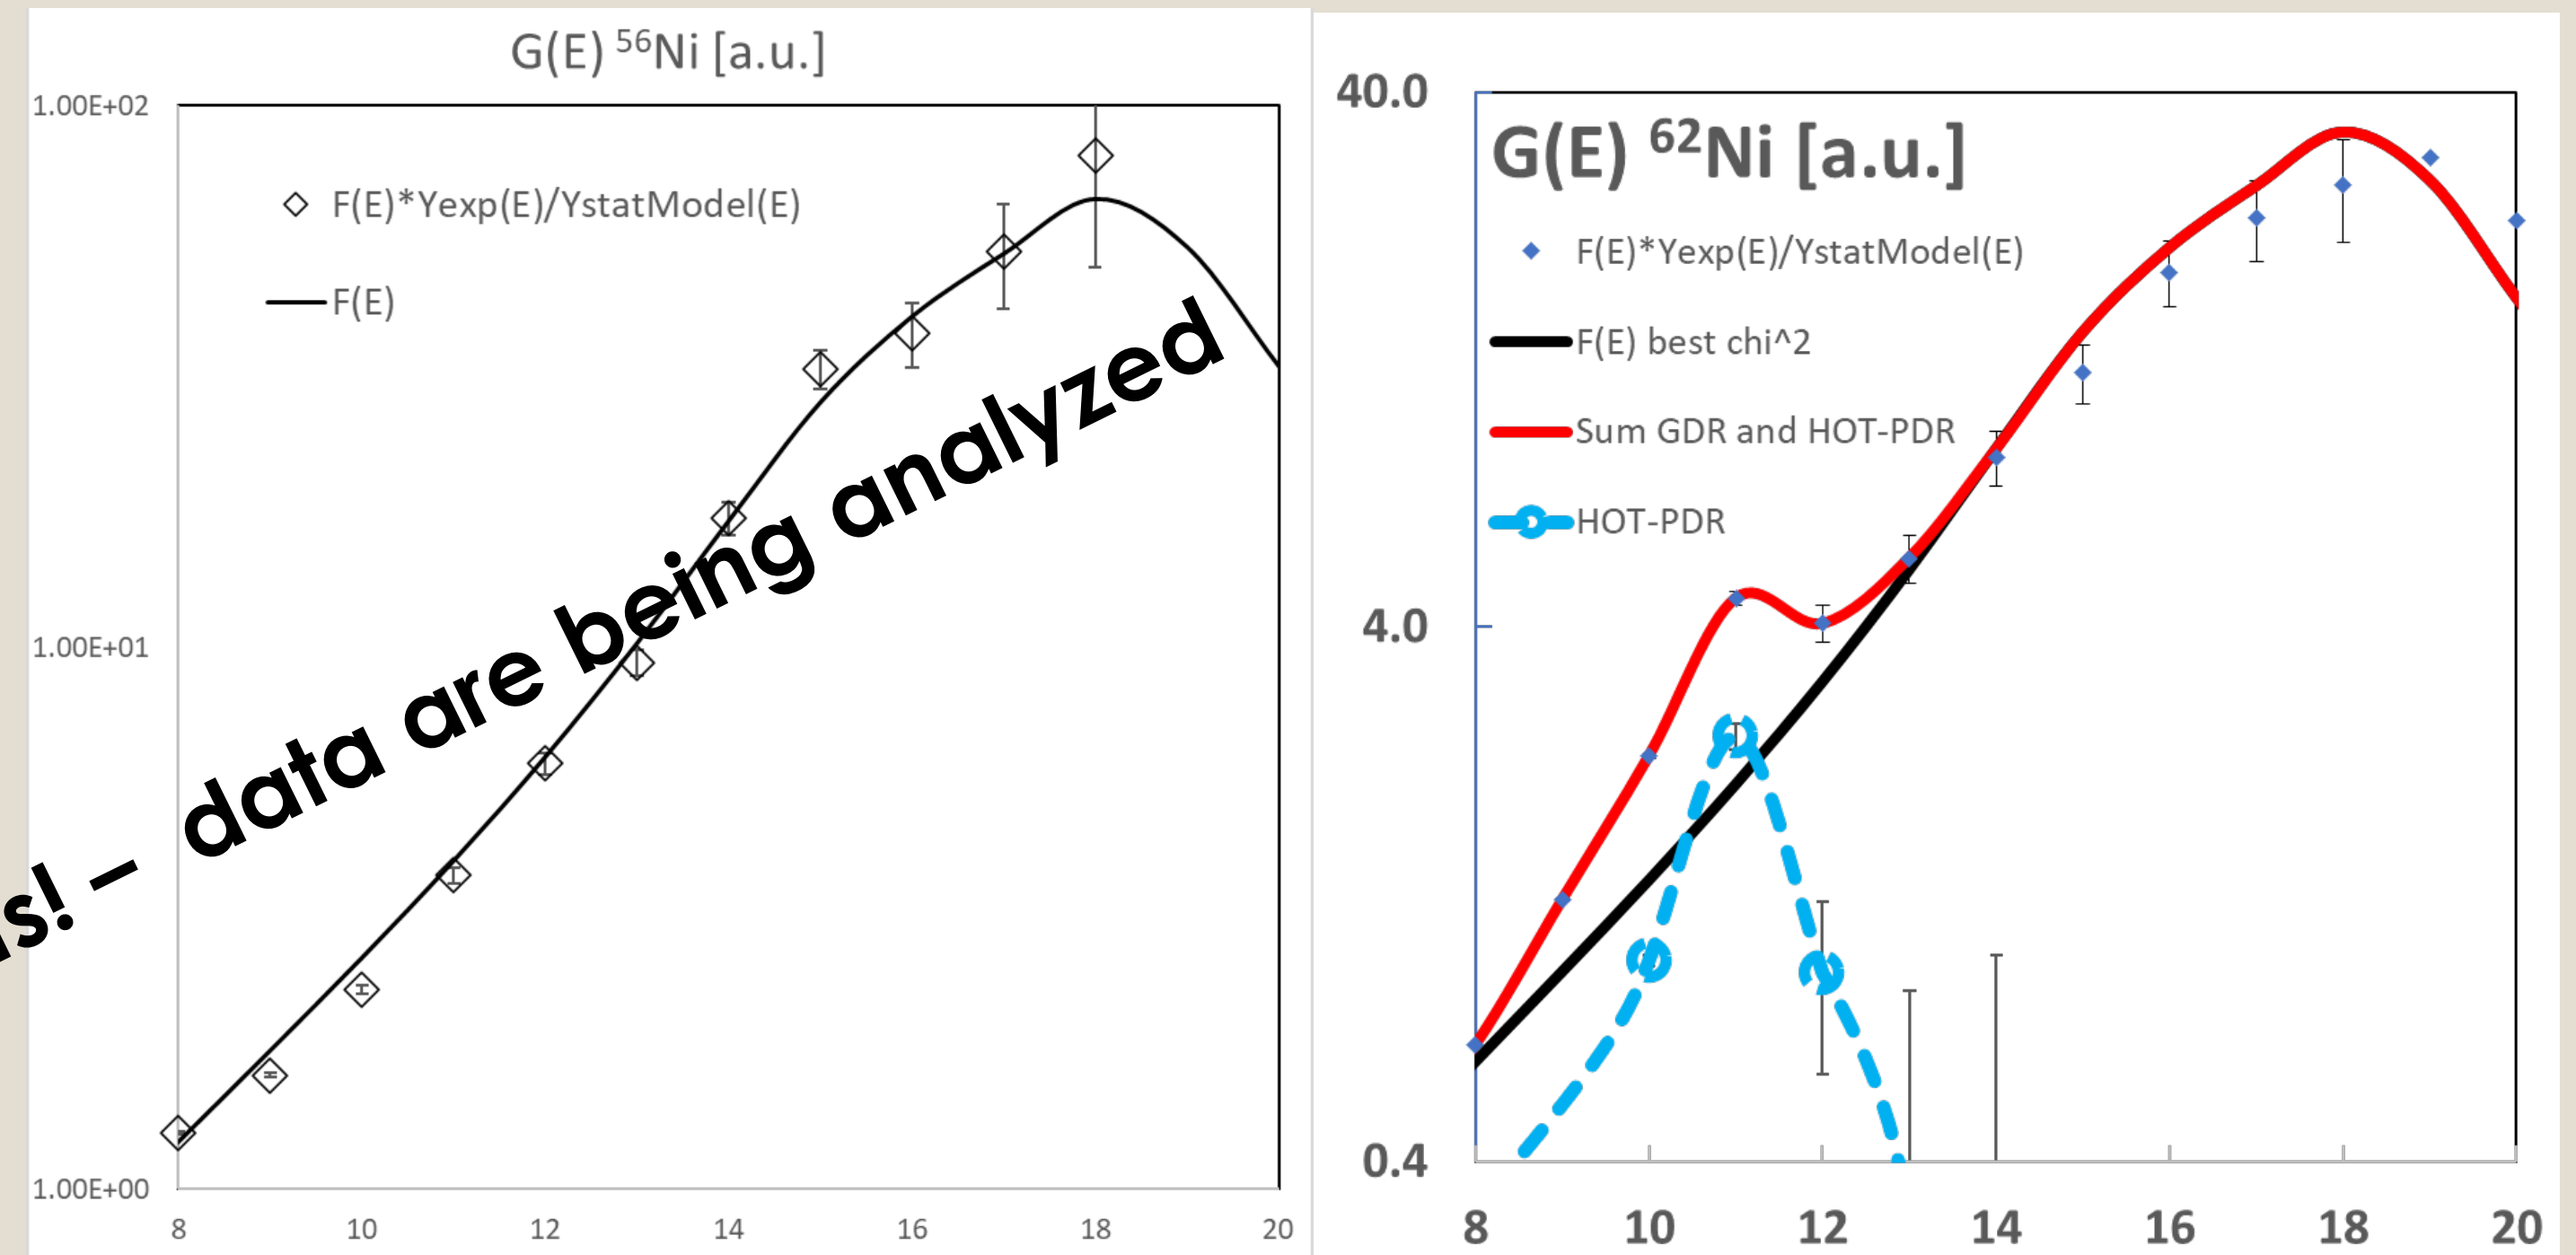 G(E) ⁵⁶Ni [a.u.]
1.00E+02
1.00E+01
1.00E+00
F(E)*Yexp(E)/YstatModel(E)
F(E)
8 10 12 14 16 18 20
s! – data are being analyzed
40.0
4.0
0.4
G(E) ⁶²Ni [a.u.]
F(E)*Yexp(E)/YstatModel(E)
F(E) best chi^2
Sum GDR and HOT-PDR
HOT-PDR
8 10 12 14 16 18 20